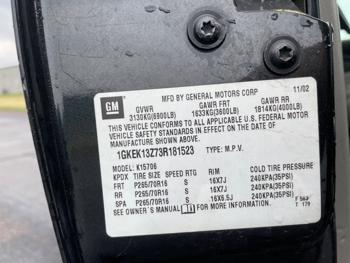 MFD BY GENERAL MOTORS CORP 11/02
GM
GVWR GAWR FRT GAWR RR
3130KG(6900LB) 1633KG(3600LB) 1814KG(4000LB)
THIS VEHICLE CONFORMS TO ALL APPLICABLE U.S. FEDERAL MOTOR
VEHICLE SAFETY STANDARDS IN EFFECT ON THE DATE OF
MANUFACTURE SHOWN ABOVE.
1GKEK13Z73R181523 TYPE: M.P.V.
MODEL: K15706
KPDX TIRE SIZE SPEED RTG RIM COLD TIRE PRESSURE
FRT P265/70R16 S 16X7J 240KPA(35PSI)
RR P265/70R16 S 16X7J 240KPA(35PSI)
SPA P265/70R16 S 16X6.5J 240KPA(35PSI)
SEE OWNER'S MANUAL FOR MORE INFORMATION.
T 179